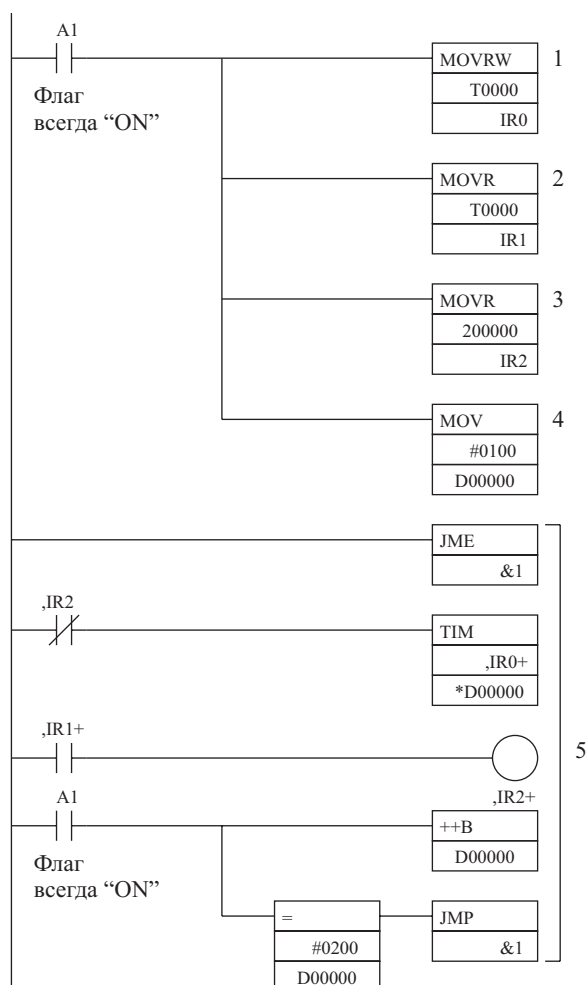 A1
Флаг
всегда “ON”
MOVRW
T0000
IR0
1
MOVR
T0000
IR1
2
MOVR
200000
IR2
3
MOV
#0100
D00000
4
JME
&1
,IR2
TIM
,IR0+
*D00000
,IR1+
,IR2+
5
A1
Флаг
всегда “ON”
++B
D00000
=
#0200
D00000
JMP
&1